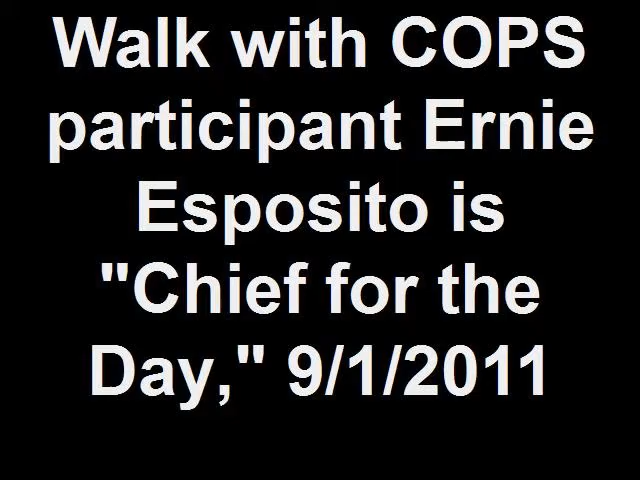 Walk with COPS
participant Ernie
Esposito is
"Chief for the
Day," 9/1/2011